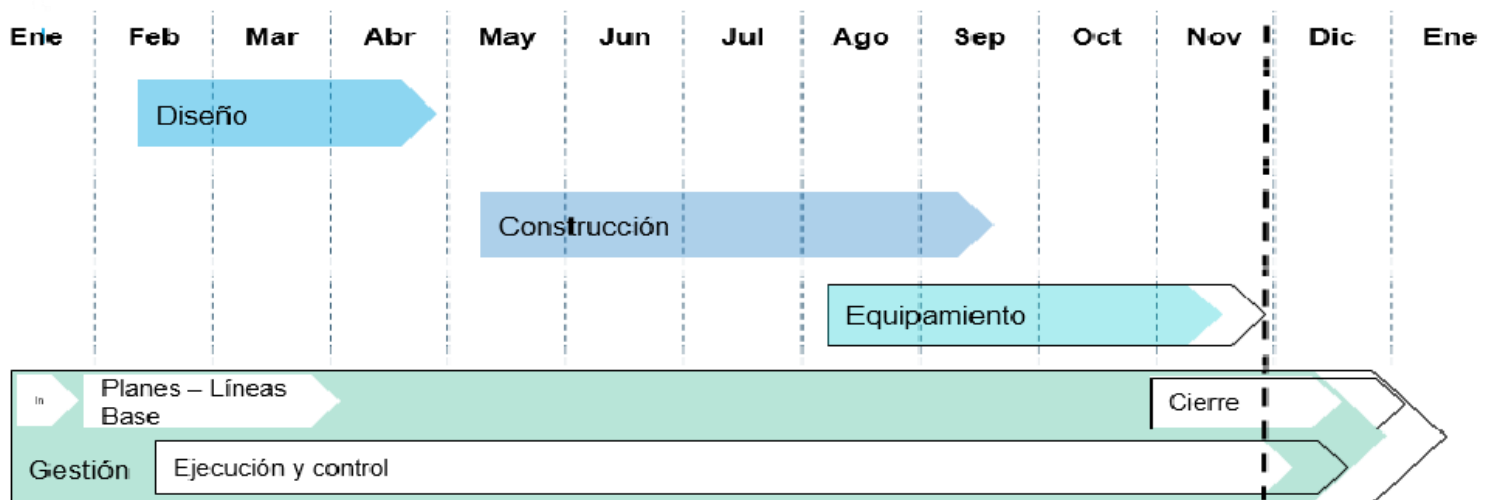 Ene Feb Mar Abr May Jun Jul Ago Sep Oct Nov Dic Ene
Diseño
Construcción
Equipamiento
In
Planes – Líneas
Base
Cierre
Gestión
Ejecución y control